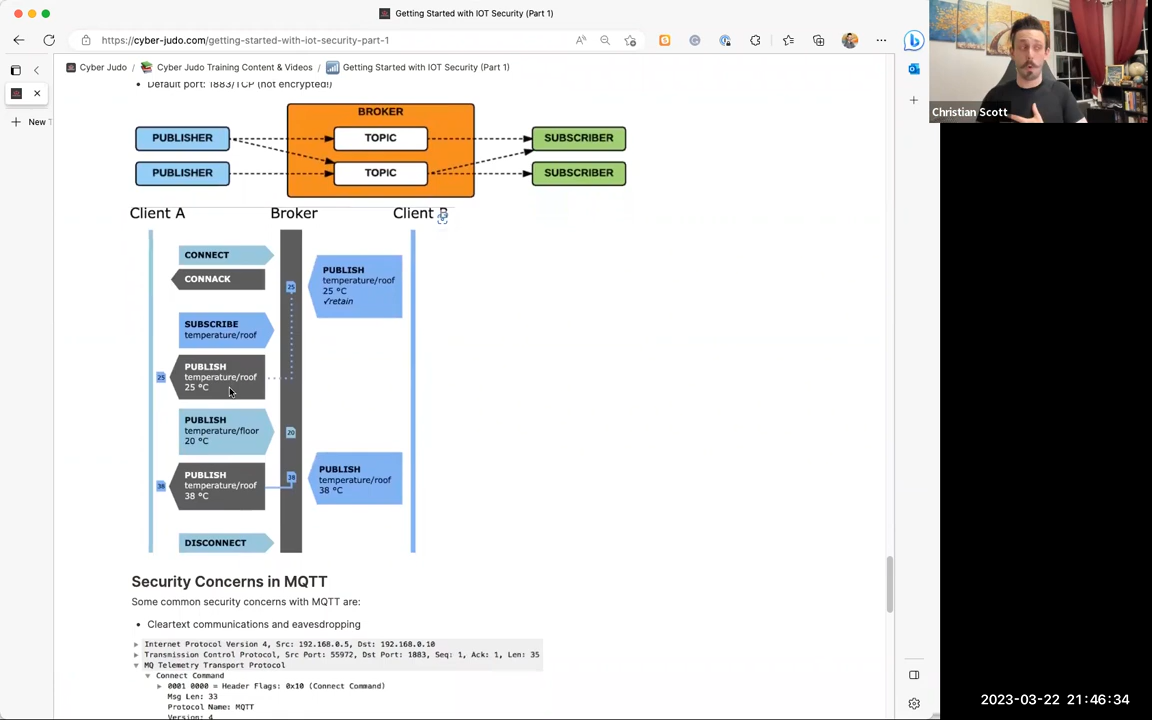 Getting Started with IOT Security (Part 1)
https://cyber-judo.com/getting-started-with-iot-security-part-1
Cyber Judo / Cyber Judo Training Content & Videos / Getting Started with IOT Security (Part 1)
New T
• Default port: 1883/TCP (not encrypted!)
BROKER
PUBLISHER
TOPIC
SUBSCRIBER
PUBLISHER
TOPIC
SUBSCRIBER
Client A
Broker
Client B
CONNECT
CONNACK
PUBLISH
temperature/roof
25 °C
✓retain
25
SUBSCRIBE
temperature/roof
PUBLISH
temperature/roof
25 °C
25
PUBLISH
temperature/floor
20 °C
20
PUBLISH
temperature/roof
38 °C
38
38
PUBLISH
temperature/roof
38 °C
DISCONNECT
Security Concerns in MQTT
Some common security concerns with MQTT are:
• Cleartext communications and eavesdropping
Internet Protocol Version 4, Src: 192.168.0.5, Dst: 192.168.0.10
Transmission Control Protocol, Src Port: 55972, Dst Port: 1883, Seq: 1, Ack: 1, Len: 35
MQ Telemetry Transport Protocol
Connect Command
0001 0000 = Header Flags: 0x10 (Connect Command)
Msg Len: 33
Protocol Name: MQTT
Version: 4
Christian Scott
2023-03-22 21:46:34